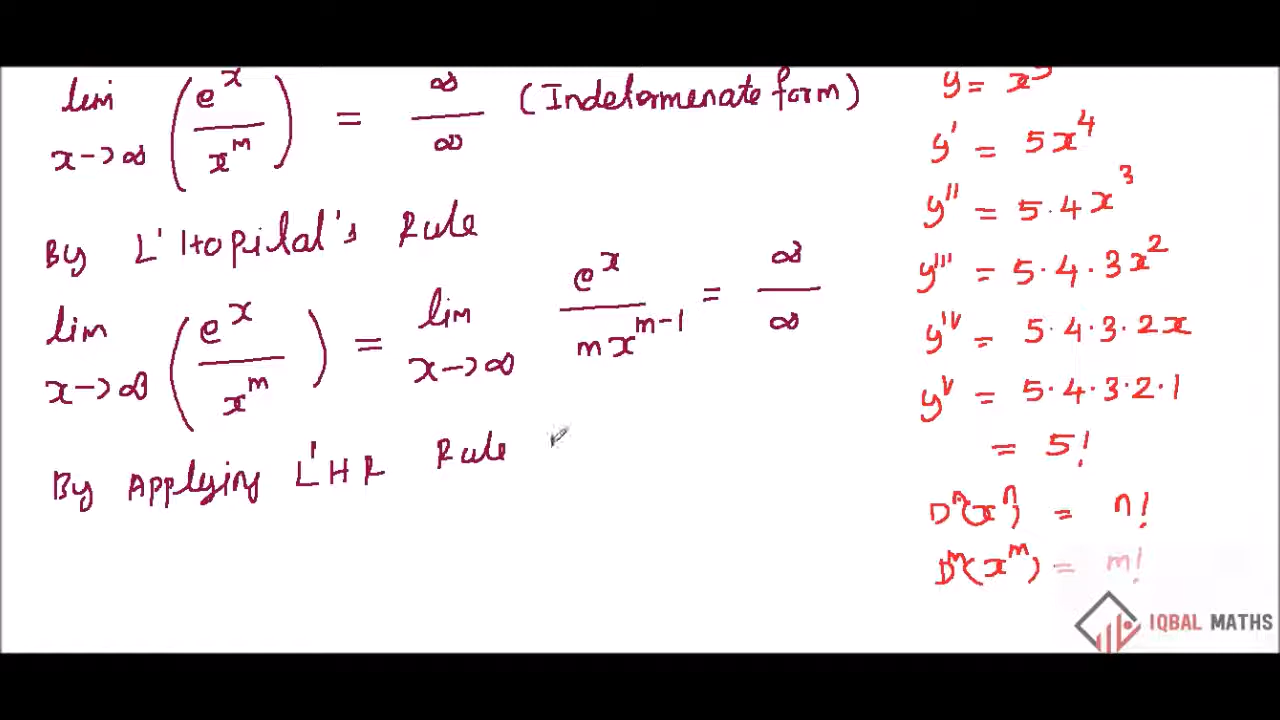 lim x->∞ (e^x / x^m) = ∞/∞ (Indetermenate form)
By L'Hopital's Rule
lim x->∞ (e^x / x^m) = lim x->∞ e^x / mx^(m-1) = ∞/∞
By Applying L'HR Rule
y = x^5
y' = 5x^4
y'' = 5·4x^3
y''' = 5·4·3x^2
y^IV = 5·4·3·2x
y^V = 5·4·3·2·1
= 5!
D^n(x^n) = n!
D^m(x^m) = m!
IQBAL MATHS